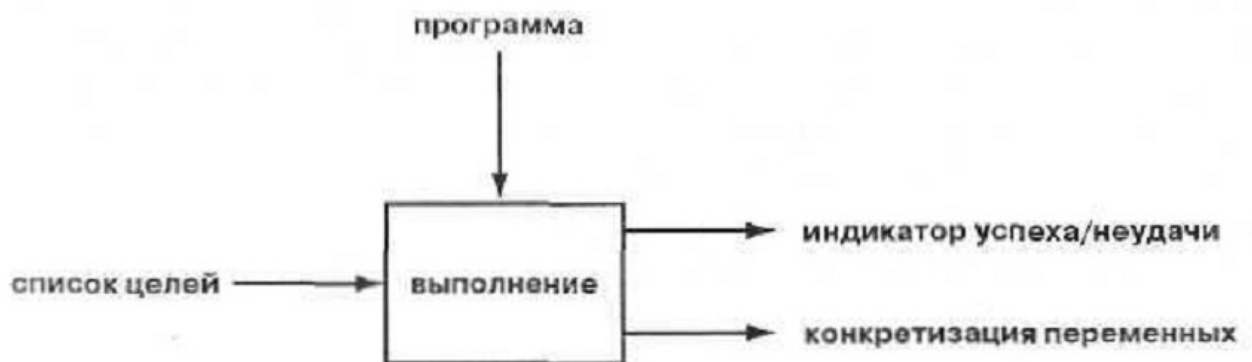 программа
индикатор успеха/неудачи
список целей
выполнение
конкретизация переменных